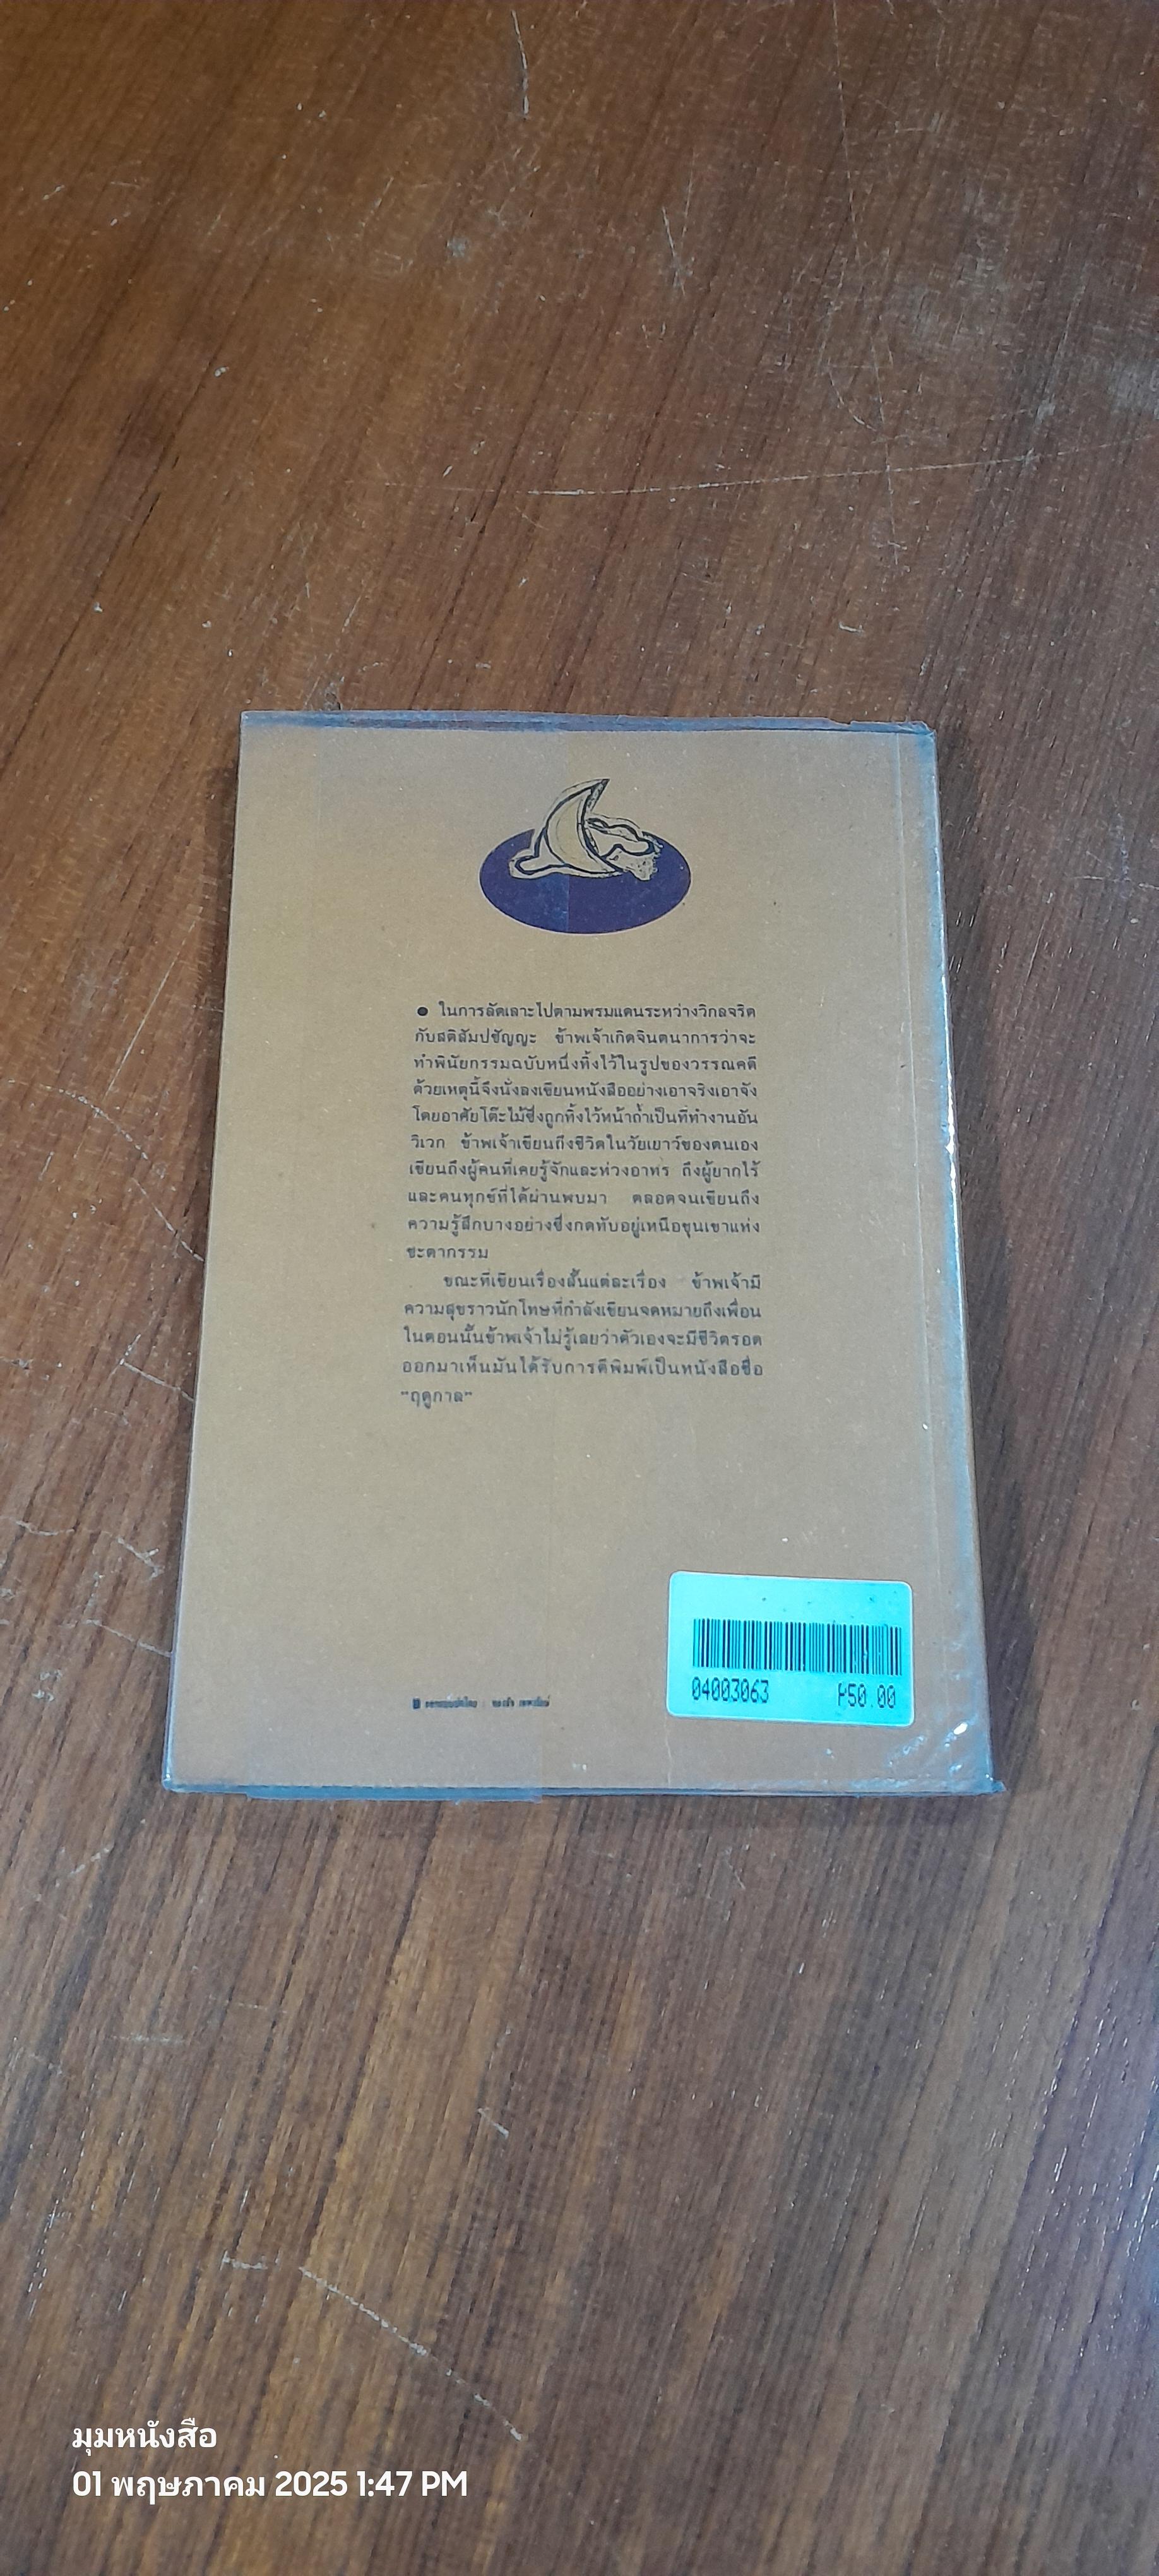 ● ในการลัดเลาะไปตามพรมแดนระหว่างวิกลจริต
กับสติสัมปชัญญะ ข้าพเจ้าเกิดจินตนาการว่าจะ
ทำพินัยกรรมฉบับหนึ่งทิ้งไว้ในรูปของวรรณคดี
ด้วยเหตุนี้จึงนั่งลงเขียนหนังสืออย่างเอาจริงเอาจัง
โดยอาศัยโต๊ะไม้ซึ่งถูกทิ้งไว้หน้าถ้ำเป็นที่ทำงานอัน
วิเวก ข้าพเจ้าเขียนถึงชีวิตในวัยเยาว์ของตนเอง
เขียนถึงผู้คนที่เคยรู้จักและห่วงอาทร ถึงผู้ยากไร้
และคนทุกข์ที่ได้ผ่านพบมา ตลอดจนเขียนถึง
ความรู้สึกบางอย่างซึ่งกดทับอยู่เหนือขุนเขาแห่ง
ชะตากรรม
ขณะที่เขียนเรื่องสั้นแต่ละเรื่อง ข้าพเจ้ามี
ความสุขราวนักโทษที่กำลังเขียนจดหมายถึงเพื่อน
ในตอนนั้นข้าพเจ้าไม่รู้เลยว่าตัวเองจะมีชีวิตรอด
ออกมาเห็นมันได้รับการตีพิมพ์เป็นหนังสือชื่อ
"ฤดูกาล"
04003063 ฿50.00
มุมหนังสือ
01 พฤษภาคม 2025 1:47 PM